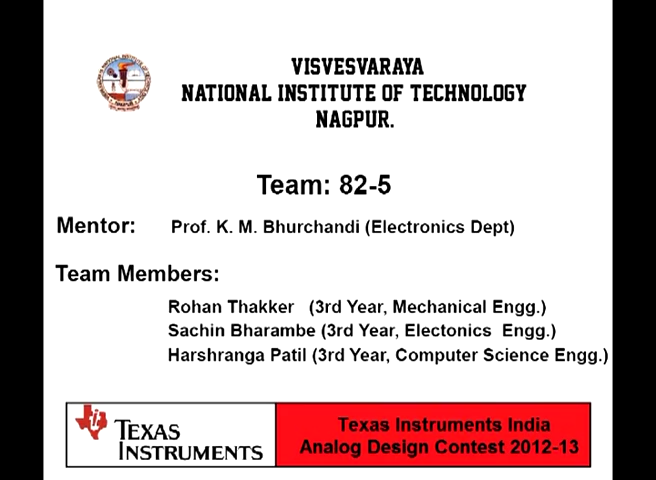 VISVESVARAYA
NATIONAL INSTITUTE OF TECHNOLOGY
NAGPUR.
Team: 82-5
Mentor: Prof. K. M. Bhurchandi (Electronics Dept)
Team Members:
Rohan Thakker (3rd Year, Mechanical Engg.)
Sachin Bharambe (3rd Year, Electonics Engg.)
Harshranga Patil (3rd Year, Computer Science Engg.)
TEXAS INSTRUMENTS
Texas Instruments India
Analog Design Contest 2012-13